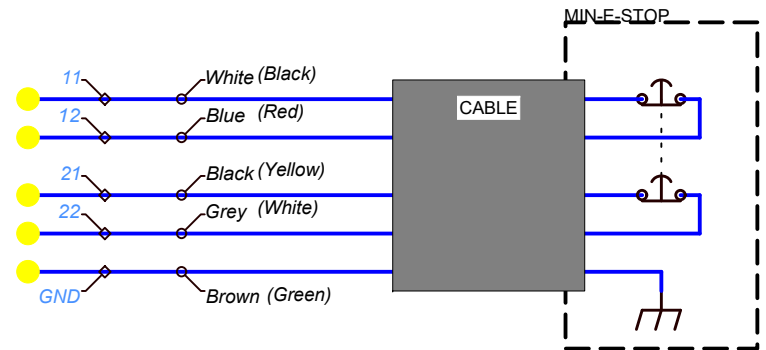 MIN-E-STOP
11 White (Black)
CABLE
12 Blue (Red)
21 Black (Yellow)
22 Grey (White)
GND Brown (Green)